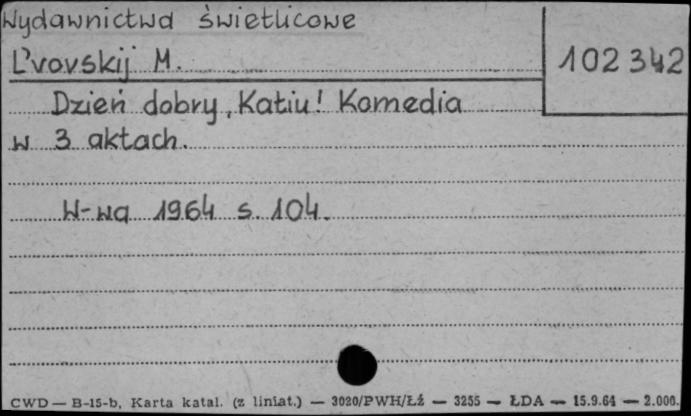 Wydawnictwa świetlicowe
L'vovskij M.
102 342
Dzień dobry, Katiu! Komedia
w 3 aktach.
W-wa 1964 s. 104.
CWD — B-15-b, Karta katal. (z liniat.) — 3020/PWH/Łź — 3255 — ŁDA — 15.9.64 — 2.000.